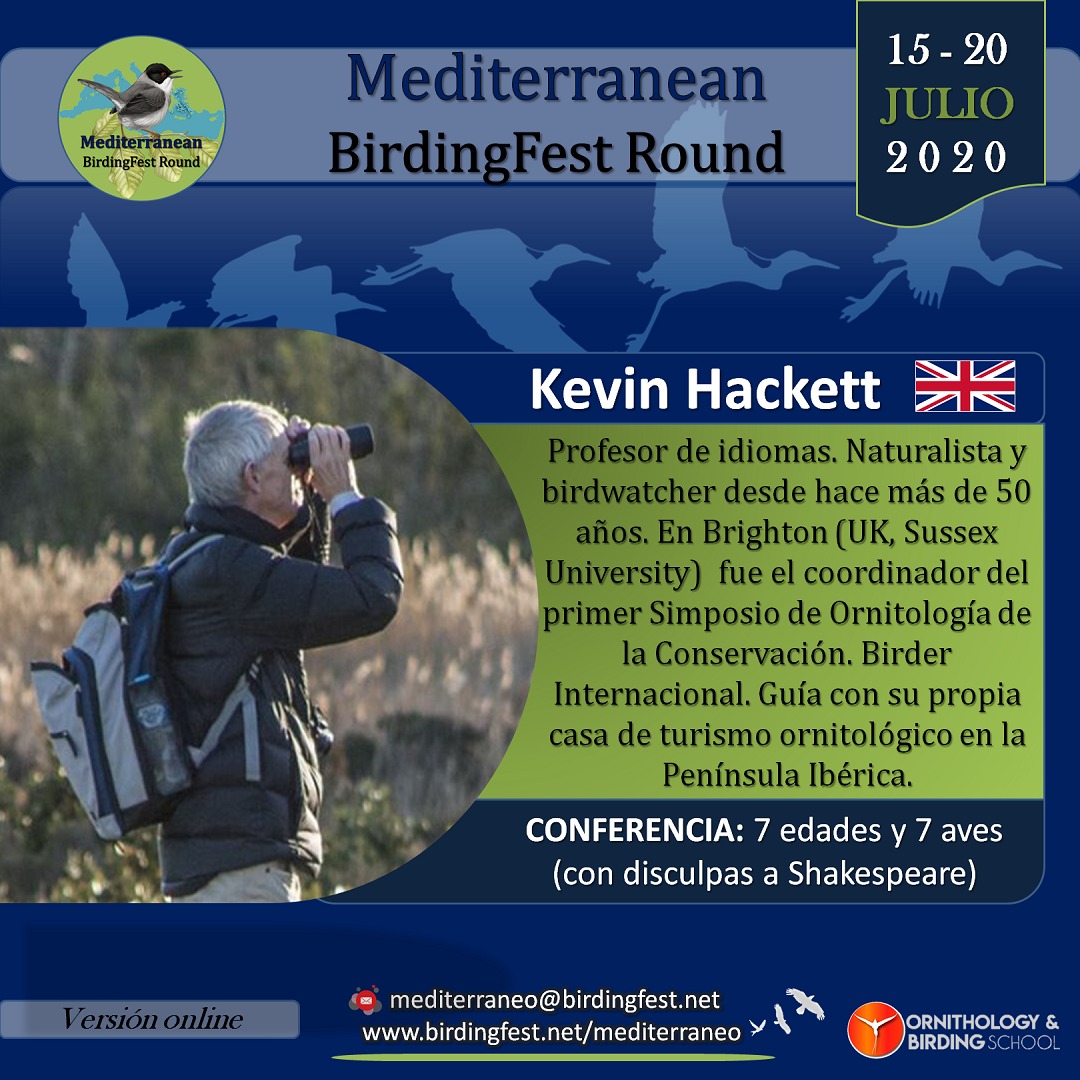 Mediterranean
BirdingFest Round
Mediterranean
BirdingFest Round
15 - 20
JULIO
2020
Kevin Hackett
Profesor de idiomas. Naturalista y
birdwatcher desde hace más de 50
años. En Brighton (UK, Sussex
University) fue el coordinador del
primer Simposio de Ornitología de
la Conservación. Birder
Internacional. Guía con su propia
casa de turismo ornitológico en la
Península Ibérica.
CONFERENCIA: 7 edades y 7 aves
(con disculpas a Shakespeare)
Versión online
mediterraneo@birdingfest.net
www.birdingfest.net/mediterraneo
ORNITHOLOGY &
BIRDING SCHOOL